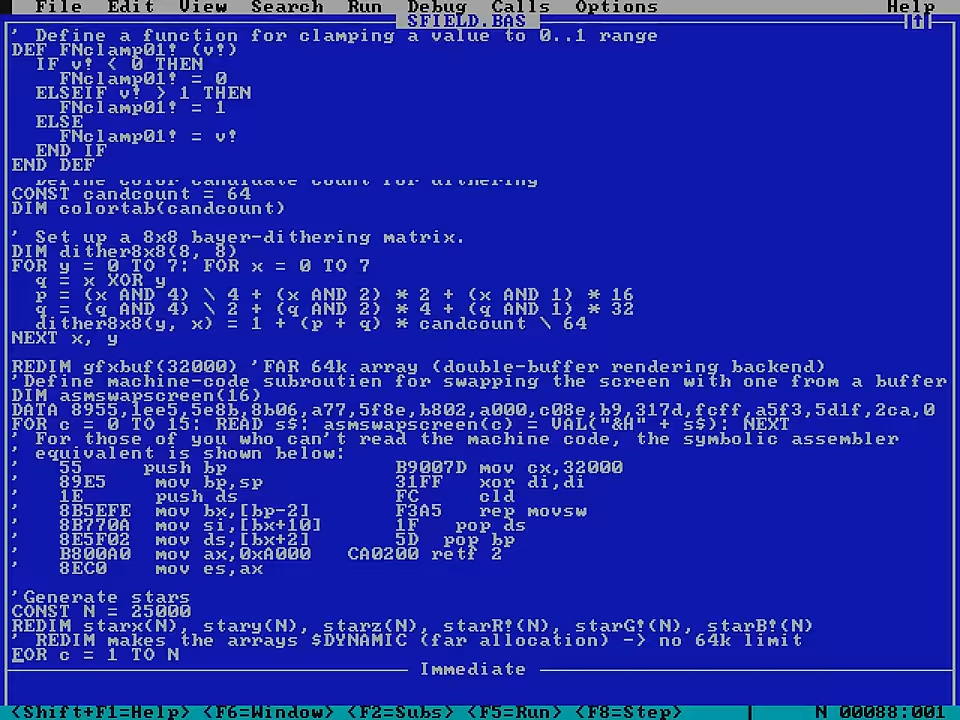 File  Edit  View  Search  Run  Debug  Calls  Options  Help
SFIELD.BAS
' Define a function for clamping a value to 0..1 range
DEF FNclamp01! (v!)
  IF v! < 0 THEN
    FNclamp01! = 0
  ELSEIF v! > 1 THEN
    FNclamp01! = 1
  ELSE
    FNclamp01! = v!
  END IF
END DEF
Define color candidate count for dithering
CONST candcount = 64
DIM colortab(candcount)
' Set up a 8x8 bayer-dithering matrix.
DIM dither8x8(8, 8)
FOR y = 0 TO 7: FOR x = 0 TO 7
  q = x XOR y
  p = (x AND 4) \ 4 + (x AND 2) * 2 + (x AND 1) * 16
  q = (q AND 4) \ 2 + (q AND 2) * 4 + (q AND 1) * 32
  dither8x8(y, x) = 1 + (p + q) * candcount \ 64
NEXT x, y
REDIM gfxbuf(32000) 'FAR 64k array (double-buffer rendering backend)
'Define machine-code subroutien for swapping the screen with one from a buffer
DIM asmswapscreen(16)
DATA 8955,1ee5,5e8b,8b06,a77,5f8e,b802,a000,c08e,b9,317d,fcff,a5f3,5d1f,2ca,0
FOR c = 0 TO 15: READ s$: asmswapscreen(c) = VAL("&H" + s$): NEXT
' For those of you who can't read the machine code, the symbolic assembler
' equivalent is shown below:
'   55      push bp              B9007D mov cx,32000
'   89E5    mov bp,sp            31FF   xor di,di
'   1E      push ds              FC     cld
'   8B5EFE  mov bx,[bp-2]        F3A5   rep movsw
'   8B770A  mov si,[bx+10]       1F   pop ds
'   8E5F02  mov ds,[bx+2]        5D  pop bp
'   B800A0  mov ax,0xA000    CA0200 retf 2
'   8EC0    mov es,ax
'Generate stars
CONST N = 25000
REDIM starx(N), stary(N), starz(N), starR!(N), starG!(N), starB!(N)
' REDIM makes the arrays $DYNAMIC (far allocation) -> no 64k limit
FOR c = 1 TO N
Immediate
<Shift+F1=Help> <F6=Window> <F2=Subs> <F5=Run> <F8=Step>  N 00088:001